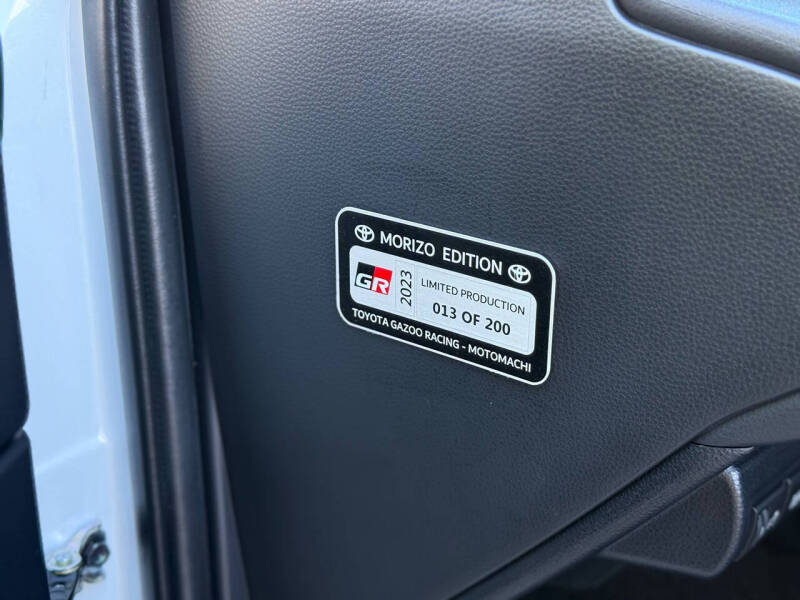 MORIZO EDITION
GR
2023
LIMITED PRODUCTION
013 OF 200
TOYOTA GAZOO RACING - MOTOMACHI